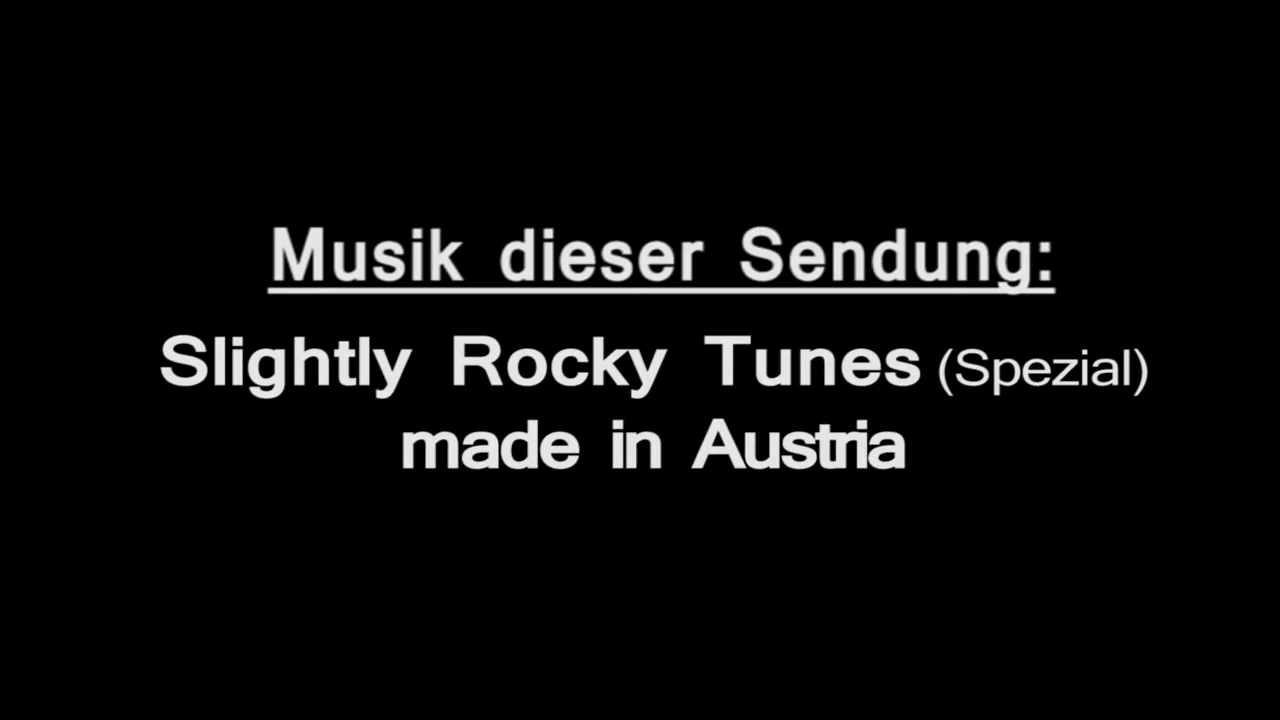 Musik dieser Sendung:
Slightly Rocky Tunes (Spezial)
made in Austria